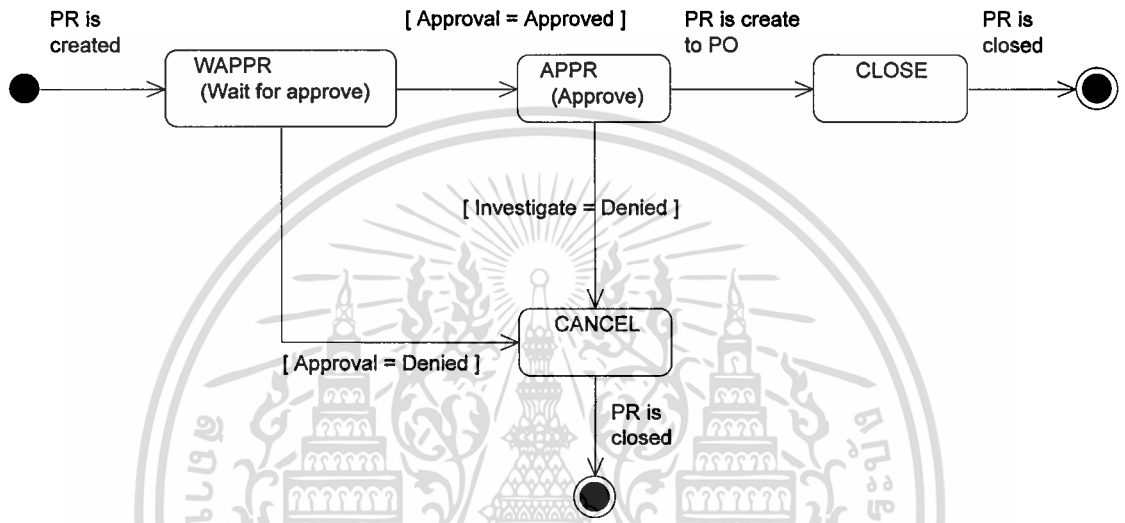 PR is
created
[ Approval = Approved ]
PR is create
to PO
PR is
closed
WAPPR
(Wait for approve)
APPR
(Approve)
CLOSE
[ Investigate = Denied ]
CANCEL
[ Approval = Denied ]
PR is
closed